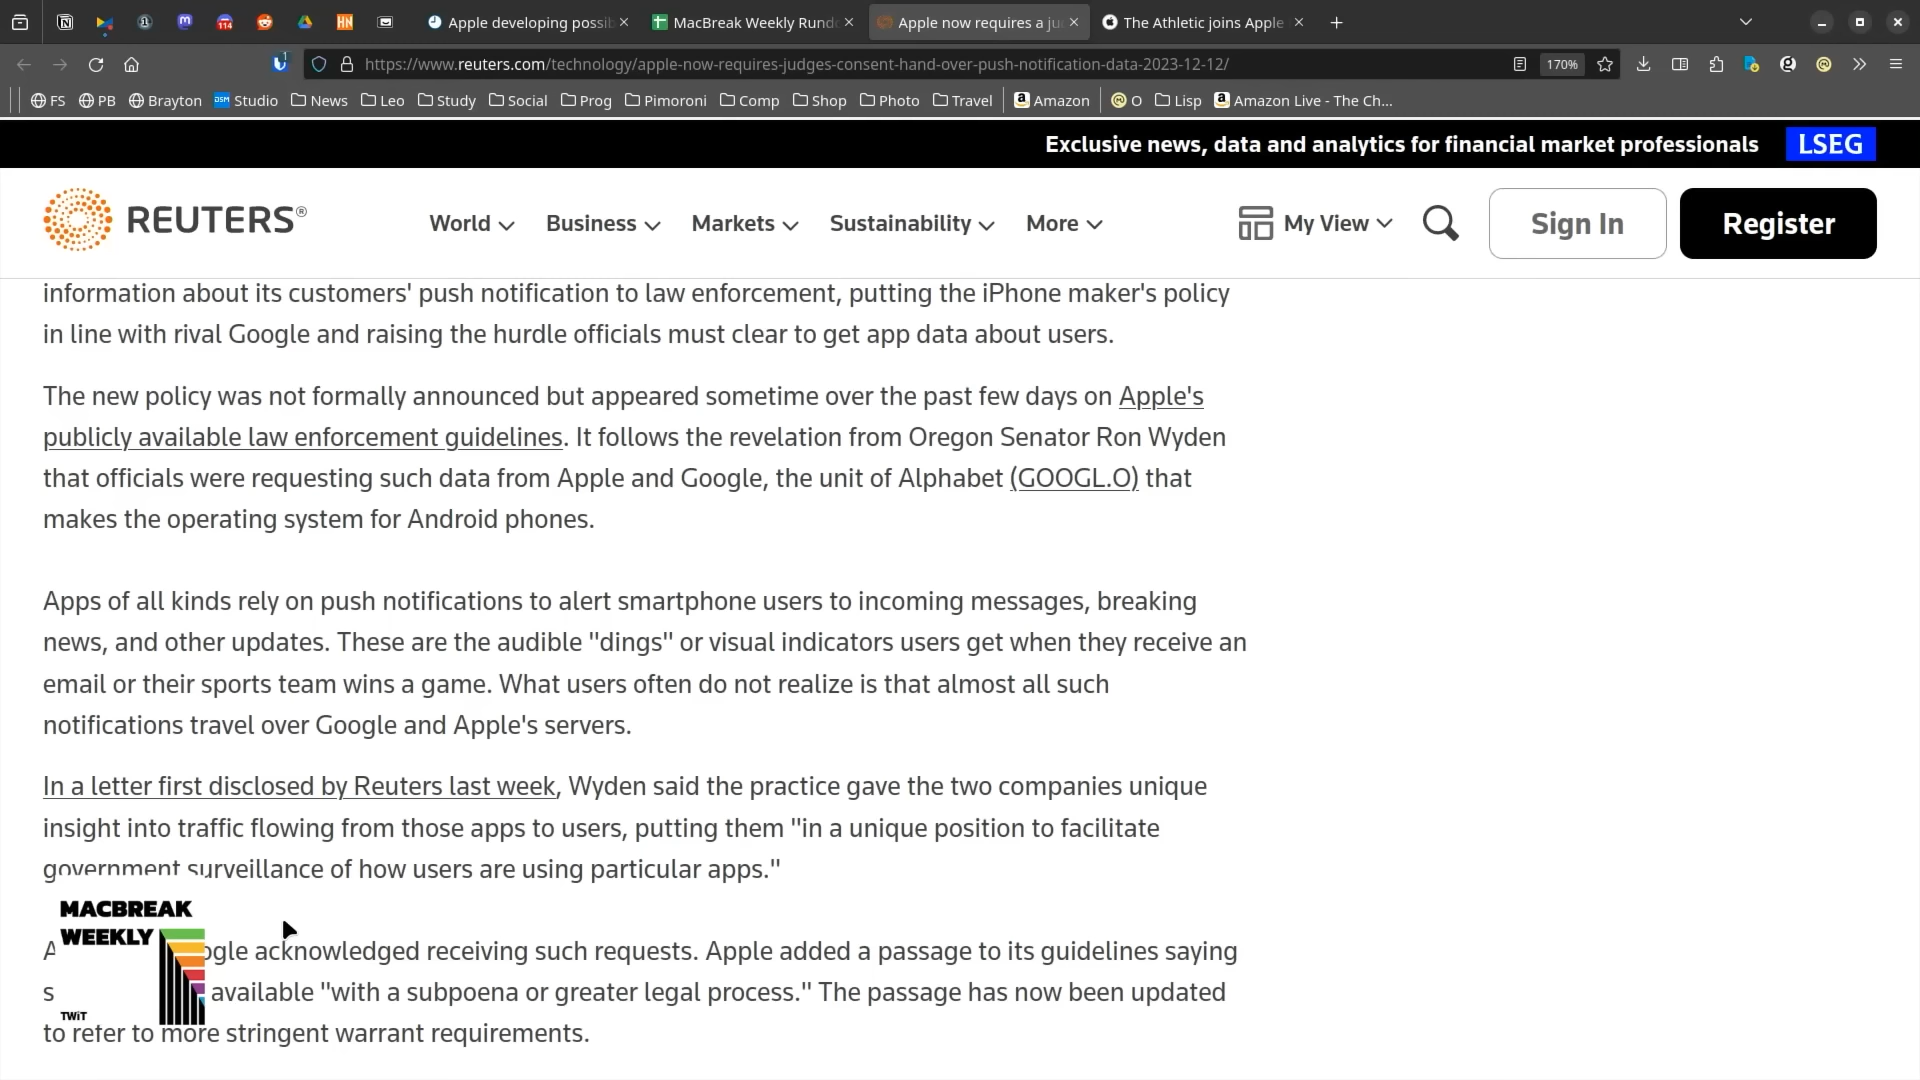 114
HN
Apple developing possib
MacBreak Weekly Rund
Apple now requires a ju
The Athletic joins Apple
1
https://www.reuters.com/technology/apple-now-requires-judges-consent-hand-over-push-notification-data-2023-12-12/
170%
FS
PB
Brayton
DSM Studio
News
Leo
Study
Social
Prog
Pimoroni
Comp
Shop
Photo
Travel
Amazon
O
Lisp
Amazon Live - The Ch...
Exclusive news, data and analytics for financial market professionals
LSEG
REUTERS®
World
Business
Markets
Sustainability
More
My View
Sign In
Register
information about its customers' push notification to law enforcement, putting the iPhone maker's policy
in line with rival Google and raising the hurdle officials must clear to get app data about users.
The new policy was not formally announced but appeared sometime over the past few days on Apple's
publicly available law enforcement guidelines. It follows the revelation from Oregon Senator Ron Wyden
that officials were requesting such data from Apple and Google, the unit of Alphabet (GOOGL.O) that
makes the operating system for Android phones.
Apps of all kinds rely on push notifications to alert smartphone users to incoming messages, breaking
news, and other updates. These are the audible "dings" or visual indicators users get when they receive an
email or their sports team wins a game. What users often do not realize is that almost all such
notifications travel over Google and Apple's servers.
In a letter first disclosed by Reuters last week, Wyden said the practice gave the two companies unique
insight into traffic flowing from those apps to users, putting them "in a unique position to facilitate
government surveillance of how users are using particular apps."
MACBREAK
WEEKLY
TWiT
acknowledged receiving such requests. Apple added a passage to its guidelines saying
available "with a subpoena or greater legal process." The passage has now been updated
to refer to more stringent warrant requirements.